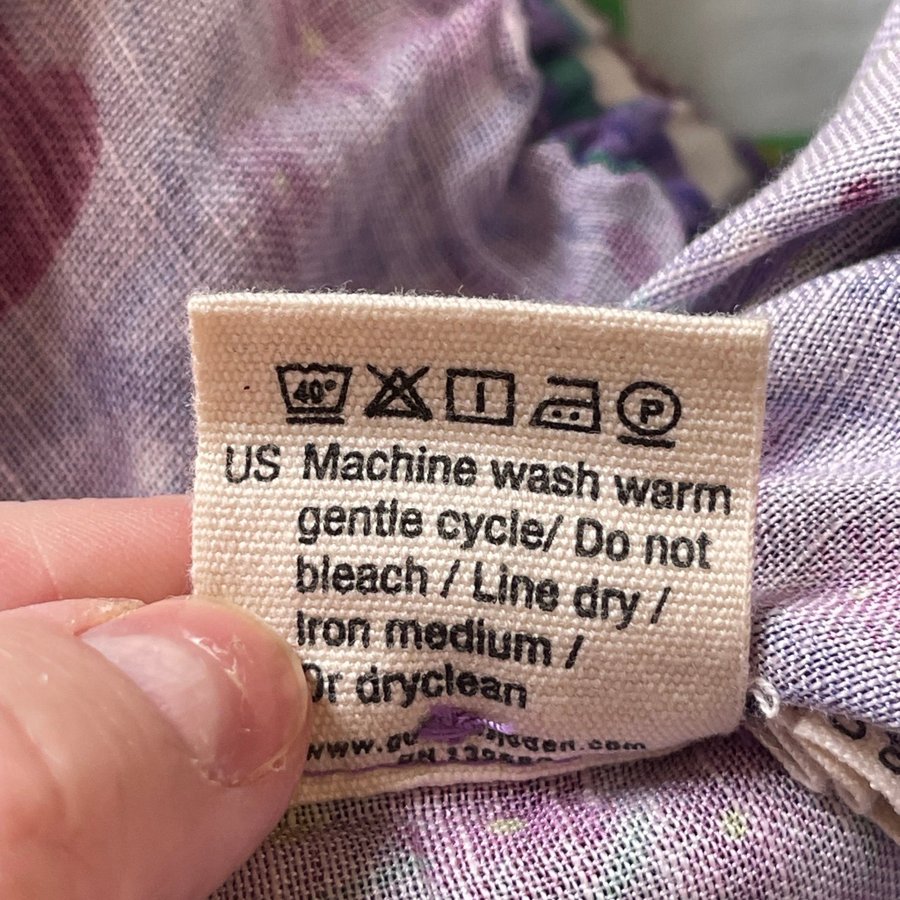 40° P
US Machine wash warm
gentle cycle/ Do not
bleach / Line dry /
Iron medium /
Or dryclean